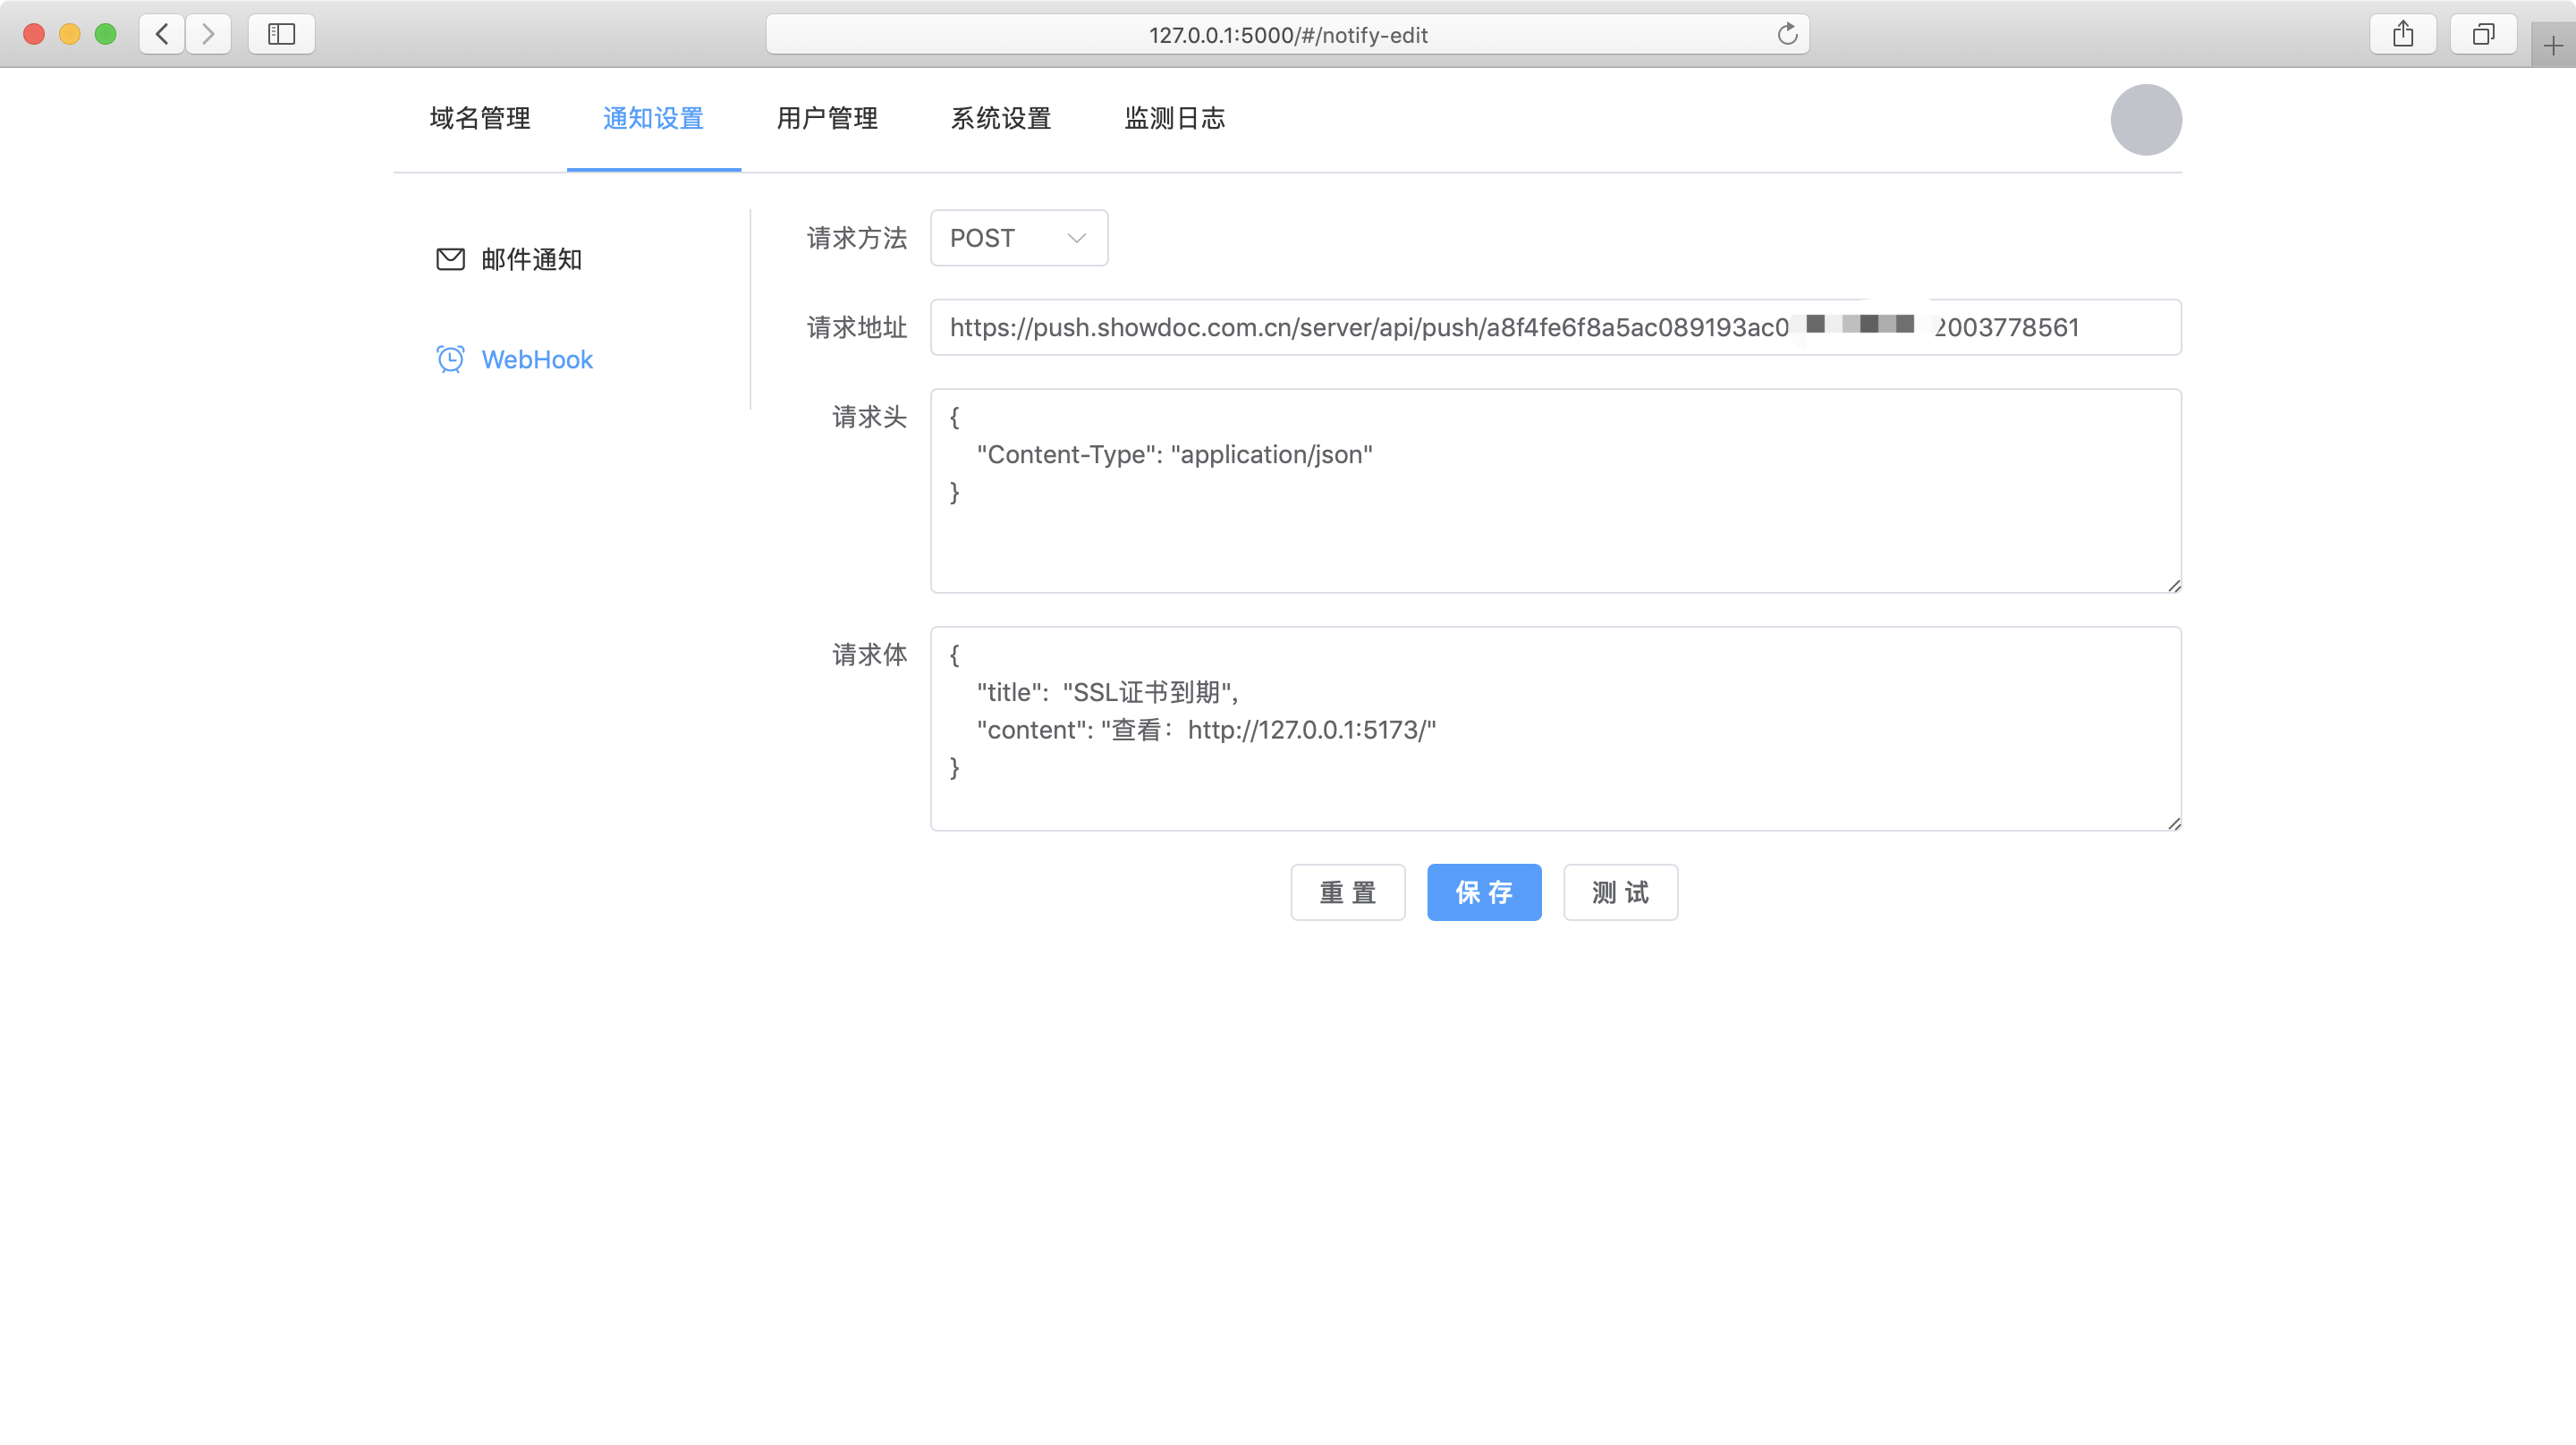 127.0.0.1:5000/#/notify-edit
域名管理 通知设置 用户管理 系统设置 监测日志
邮件通知
WebHook
请求方法 POST
请求地址 https://push.showdoc.com.cn/server/api/push/a8f4fe6f8a5ac089193ac0 2003778561
请求头 {
"Content-Type": "application/json"
}
请求体 {
"title": "SSL证书到期",
"content": "查看：http://127.0.0.1:5173/"
}
重 置 保 存 测 试